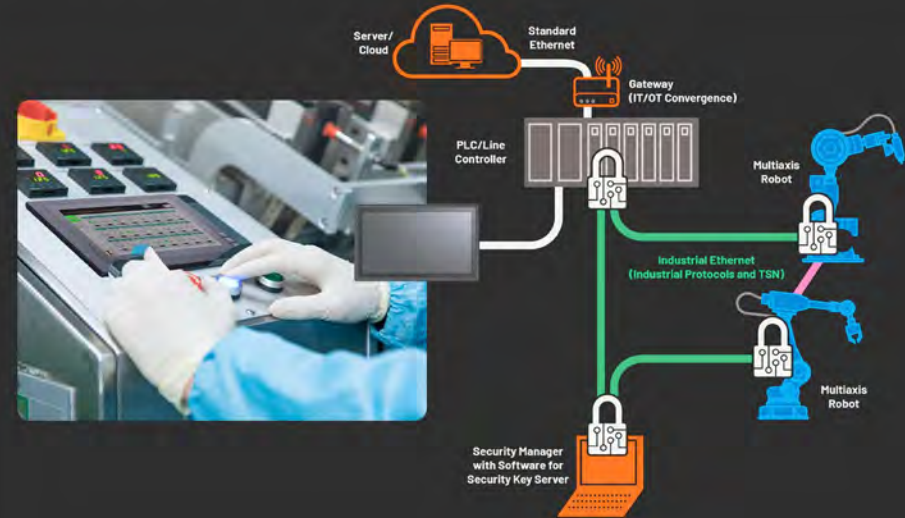 Server/
Cloud
Standard
Ethernet
Gateway
(IT/OT Convergence)
PLC/Line
Controller
Multiaxis
Robot
Industrial Ethernet
(Industrial Protocols and TSN)
Multiaxis
Robot
Security Manager
with Software for
Security Key Server